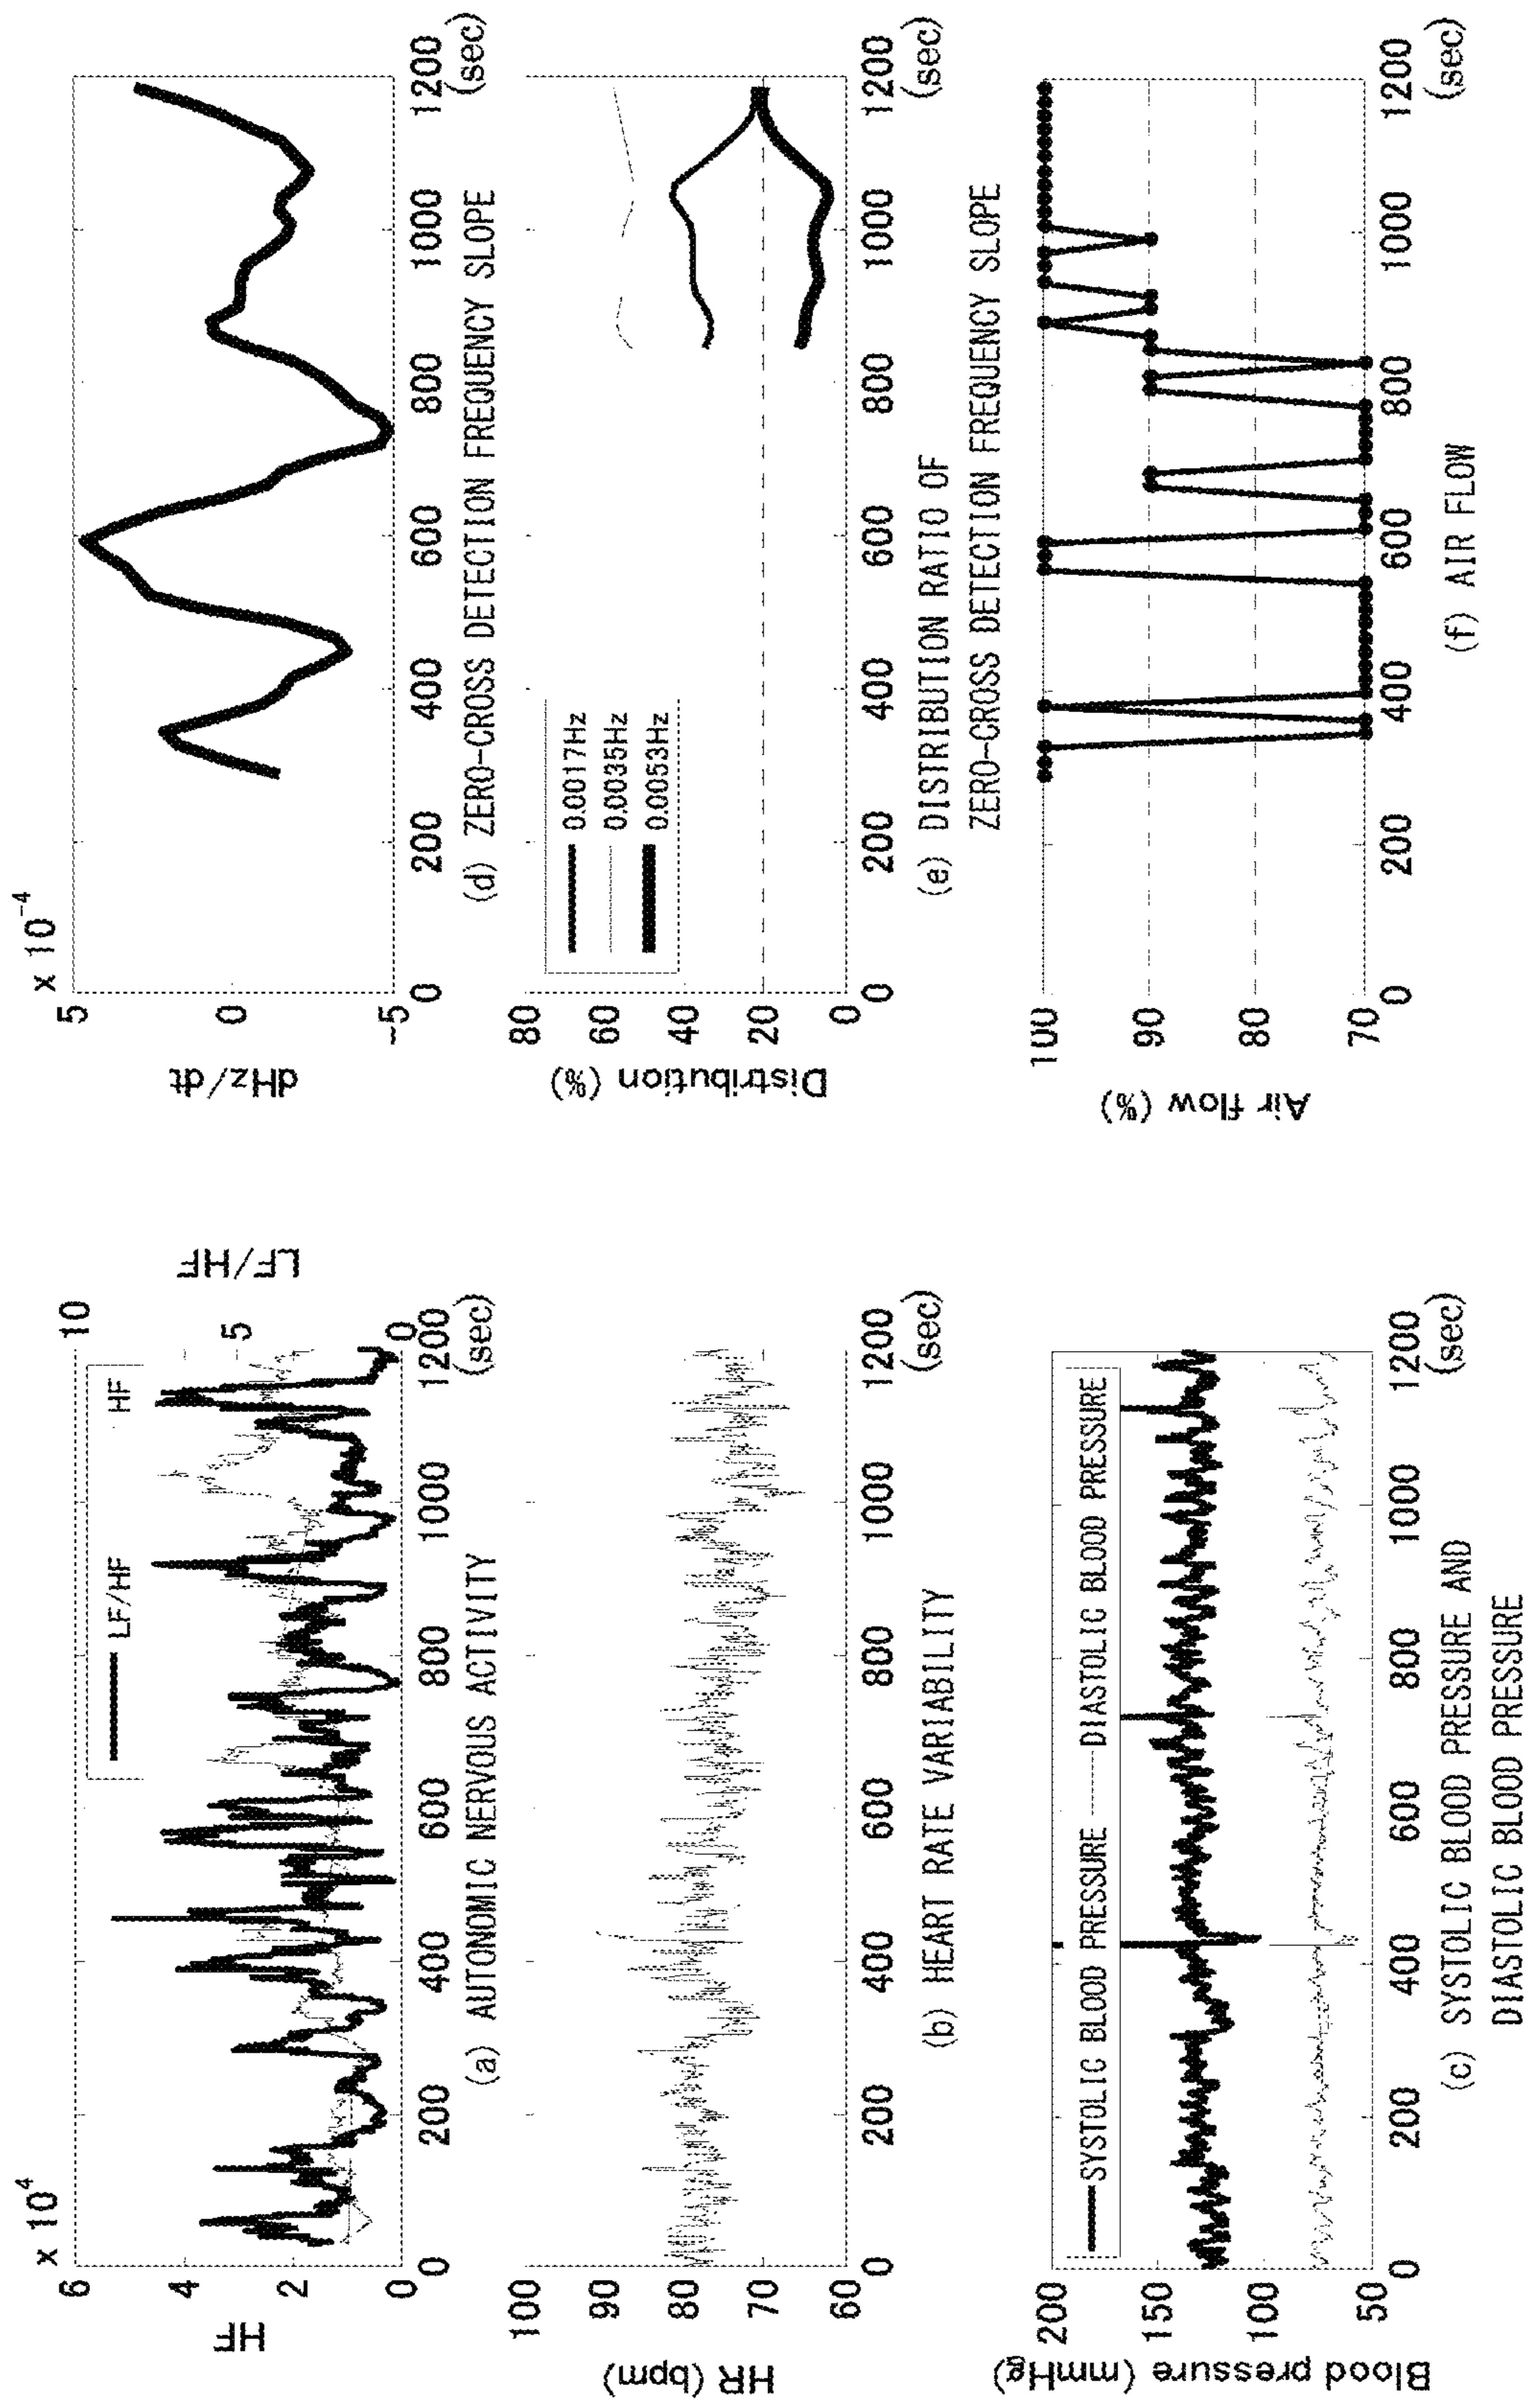 x 10⁴
6
4
2
0
HF
10
5
0
LF/HF
LF/HF
HF
0
200
400
600
800
1000
1200
(sec)
(a) AUTONOMIC NERVOUS ACTIVITY
100
90
80
70
60
HR (bpm)
0
200
400
600
800
1000
1200
(sec)
(b) HEART RATE VARIABILITY
200
150
100
50
Blood pressure (mmHg)
SYSTOLIC BLOOD PRESSURE
DIASTOLIC BLOOD PRESSURE
0
200
400
600
800
1000
1200
(sec)
(c) SYSTOLIC BLOOD PRESSURE AND
DIASTOLIC BLOOD PRESSURE
x 10⁻⁴
5
0
-5
dHz/dt
0
200
400
600
800
1000
1200
(sec)
(d) ZERO-CROSS DETECTION FREQUENCY SLOPE
80
60
40
20
0
Distribution (%)
0.0017Hz
0.0035Hz
0.0053Hz
0
200
400
600
800
1000
1200
(sec)
(e) DISTRIBUTION RATIO OF
ZERO-CROSS DETECTION FREQUENCY SLOPE
100
90
80
70
Air flow (%)
0
200
400
600
800
1000
1200
(sec)
(f) AIR FLOW